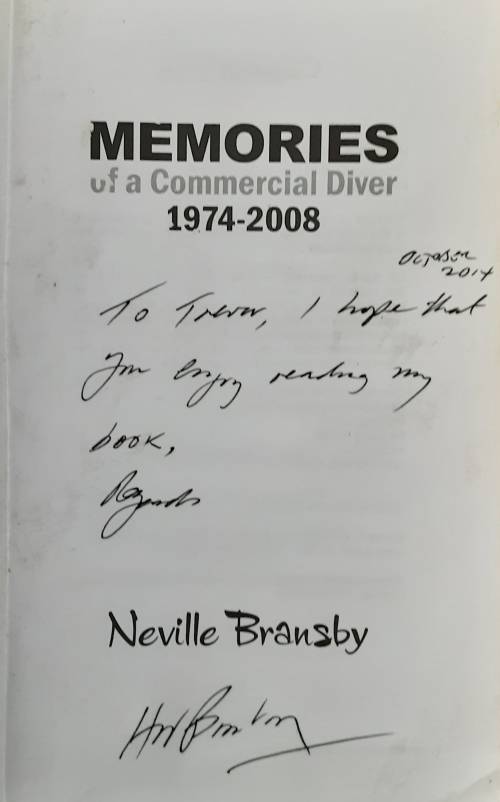 MEMORIES
of a Commercial Diver
1974-2008
OCTOBER
2014
To Trevor, I hope that
you enjoy reading my
book,
Regards
Neville Bransby